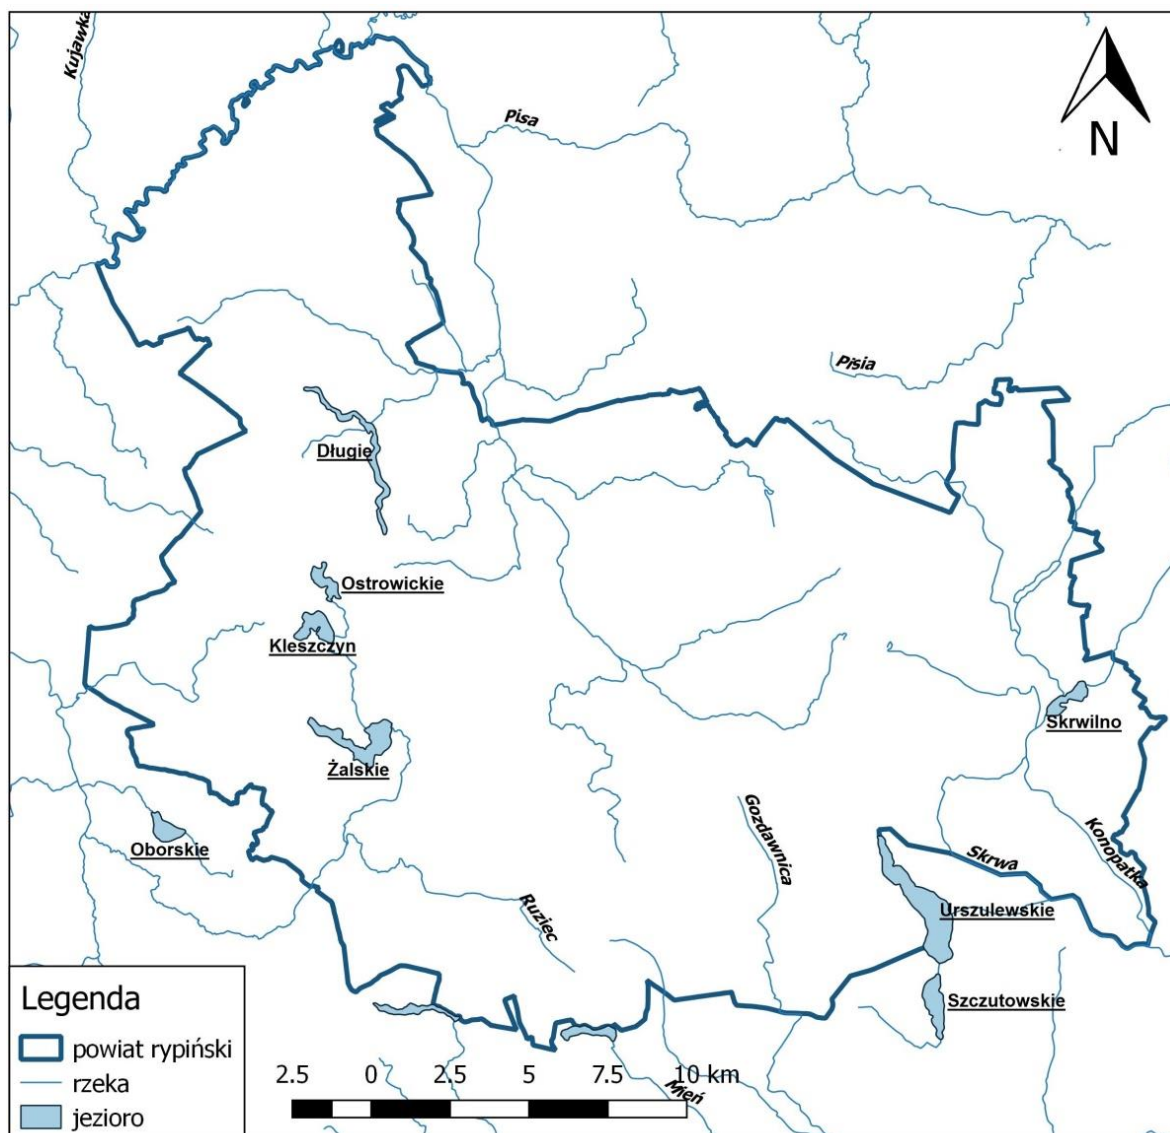 Kujawka
Pisa
N
Pisia
Długie
Ostrowickie
Kleszczyn
Skrwilno
Żalskie
Gozdawnica
Oborskie
Skrwa
Konopatka
Ruziec
Urszulewskie
Szczutowskie
Legenda
powiat rypiński
rzeka
jezioro
2.5 0 2.5 5 7.5 10 km
Mień